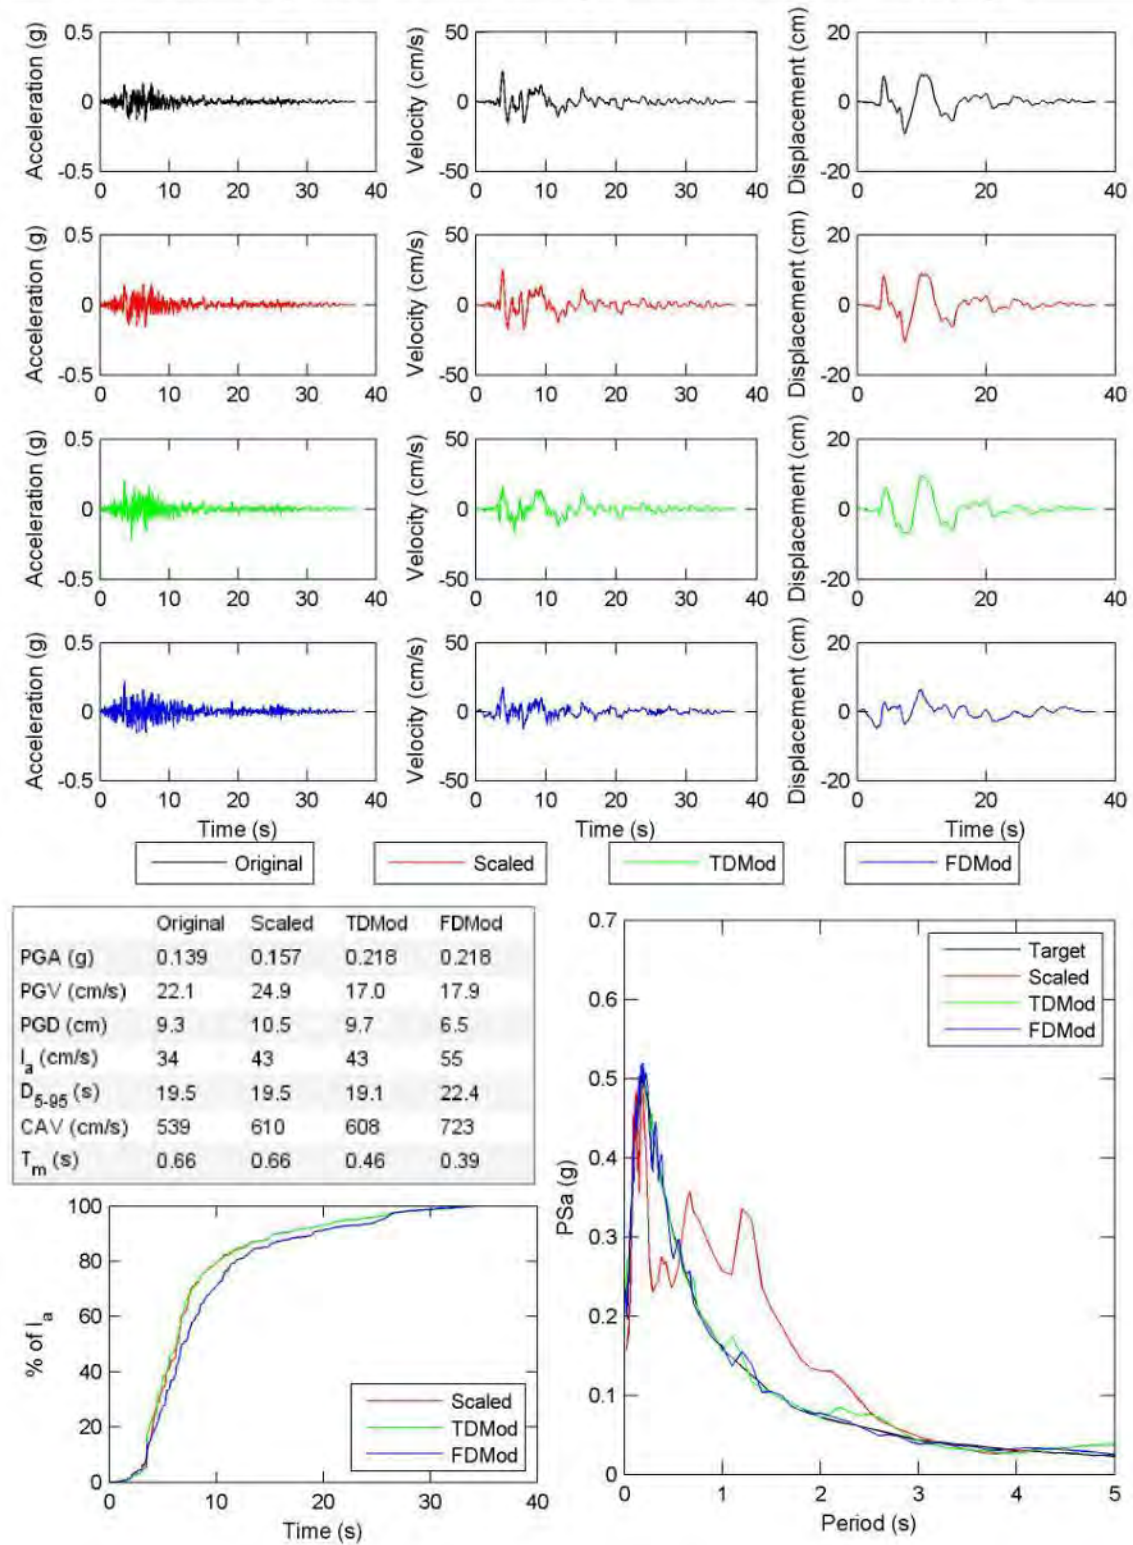 Acceleration (g)
0.5
0
-0.5
0 10 20 30 40
Velocity (cm/s)
50
0
-50
0 10 20 30 40
Displacement (cm)
20
0
-20
0 20 40
Acceleration (g)
0.5
0
-0.5
0 10 20 30 40
Velocity (cm/s)
50
0
-50
0 10 20 30 40
Displacement (cm)
20
0
-20
0 20 40
Acceleration (g)
0.5
0
-0.5
0 10 20 30 40
Velocity (cm/s)
50
0
-50
0 10 20 30 40
Displacement (cm)
20
0
-20
0 20 40
Acceleration (g)
0.5
0
-0.5
0 10 20 30 40
Time (s)
Velocity (cm/s)
50
0
-50
0 10 20 30 40
Time (s)
Displacement (cm)
20
0
-20
0 20 40
Time (s)
Original
Scaled
TDMod
FDMod
Original Scaled TDMod FDMod
PGA (g) 0.139 0.157 0.218 0.218
PGV (cm/s) 22.1 24.9 17.0 17.9
PGD (cm) 9.3 10.5 9.7 6.5
I_a (cm/s) 34 43 43 55
D_5-95 (s) 19.5 19.5 19.1 22.4
CAV (cm/s) 539 610 608 723
T_m (s) 0.66 0.66 0.46 0.39
% of I_a
100
80
60
40
20
0
0 10 20 30 40
Time (s)
Scaled
TDMod
FDMod
PSa (g)
0.7
0.6
0.5
0.4
0.3
0.2
0.1
0
0 1 2 3 4 5
Period (s)
Target
Scaled
TDMod
FDMod